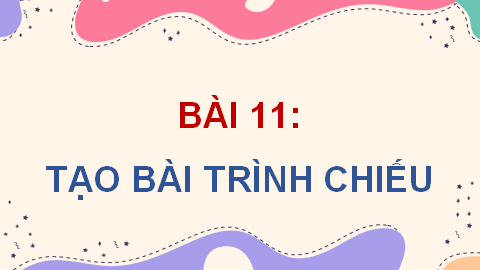 BÀI 11:
TẠO BÀI TRÌNH CHIẾU